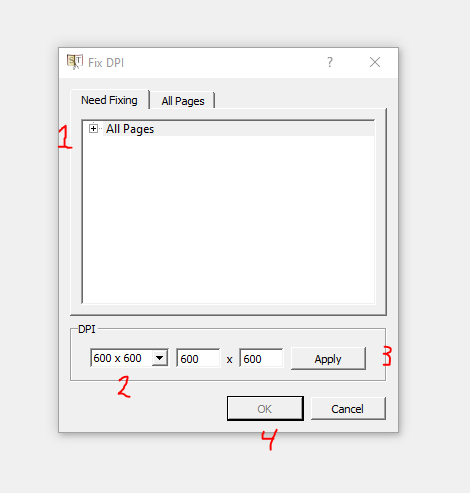 Fix DPI
?
Need Fixing
All Pages
1
All Pages
DPI
600 x 600
600
x
600
Apply
3
2
OK
Cancel
4